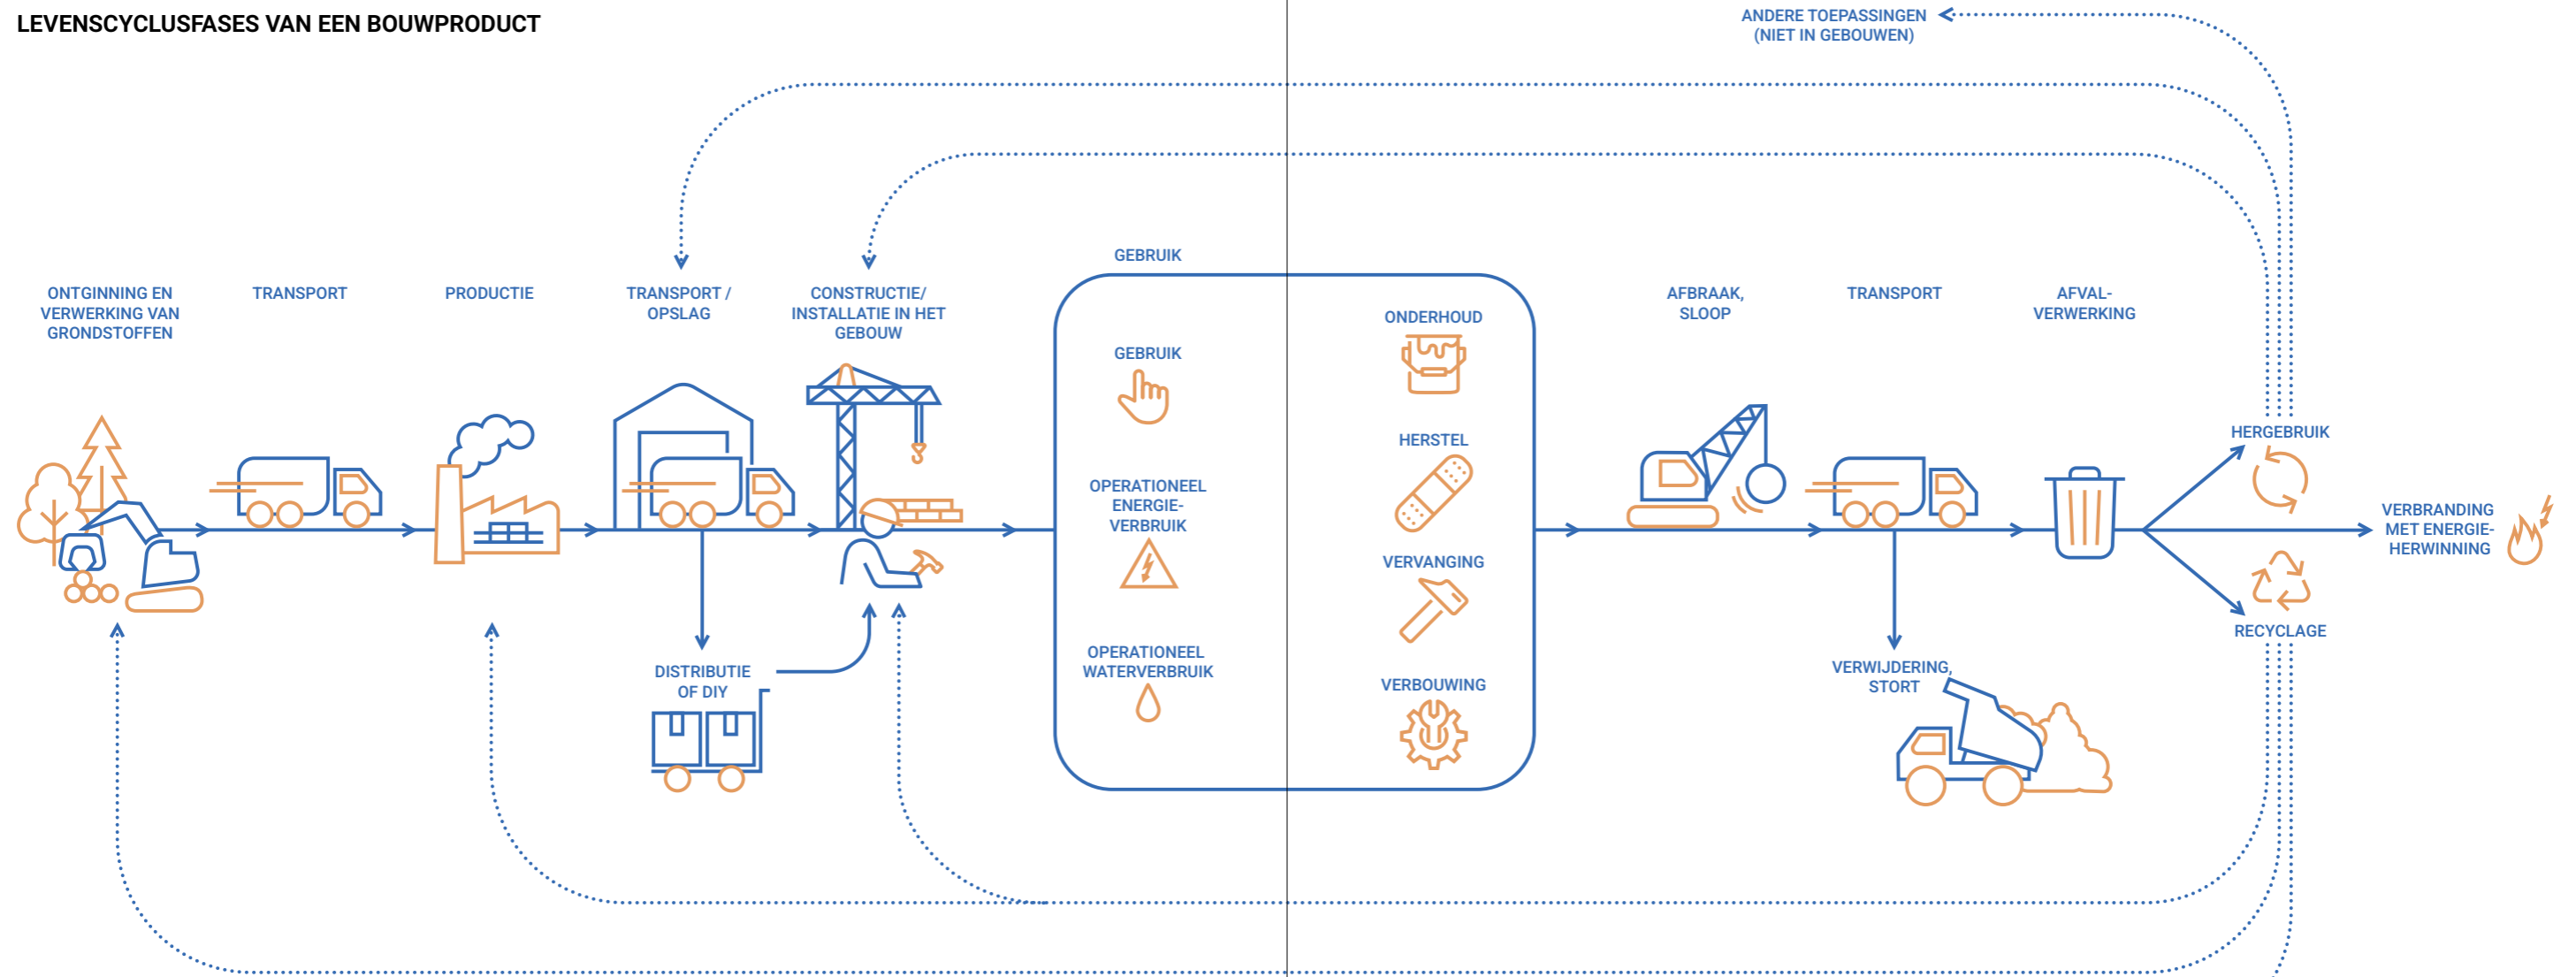 LEVENSCYCLUSFASES VAN EEN BOUWPRODUCT
ANDERE TOEPASSINGEN
(NIET IN GEBOUWEN)
ONTGINNING EN
VERWERKING VAN
GRONDSTOFFEN
TRANSPORT
PRODUCTIE
TRANSPORT /
OPSLAG
CONSTRUCTIE/
INSTALLATIE IN HET
GEBOUW
DISTRIBUTIE
OF DIY
GEBRUIK
GEBRUIK
OPERATIONEEL
ENERGIE-
VERBRUIK
OPERATIONEEL
WATERVERBRUIK
ONDERHOUD
HERSTEL
VERVANGING
VERBOUWING
AFBRAAK,
SLOOP
TRANSPORT
VERWIJDERING,
STORT
AFVAL-
VERWERKING
HERGEBRUIK
VERBRANDING
MET ENERGIE-
HERWINNING
RECYCLAGE